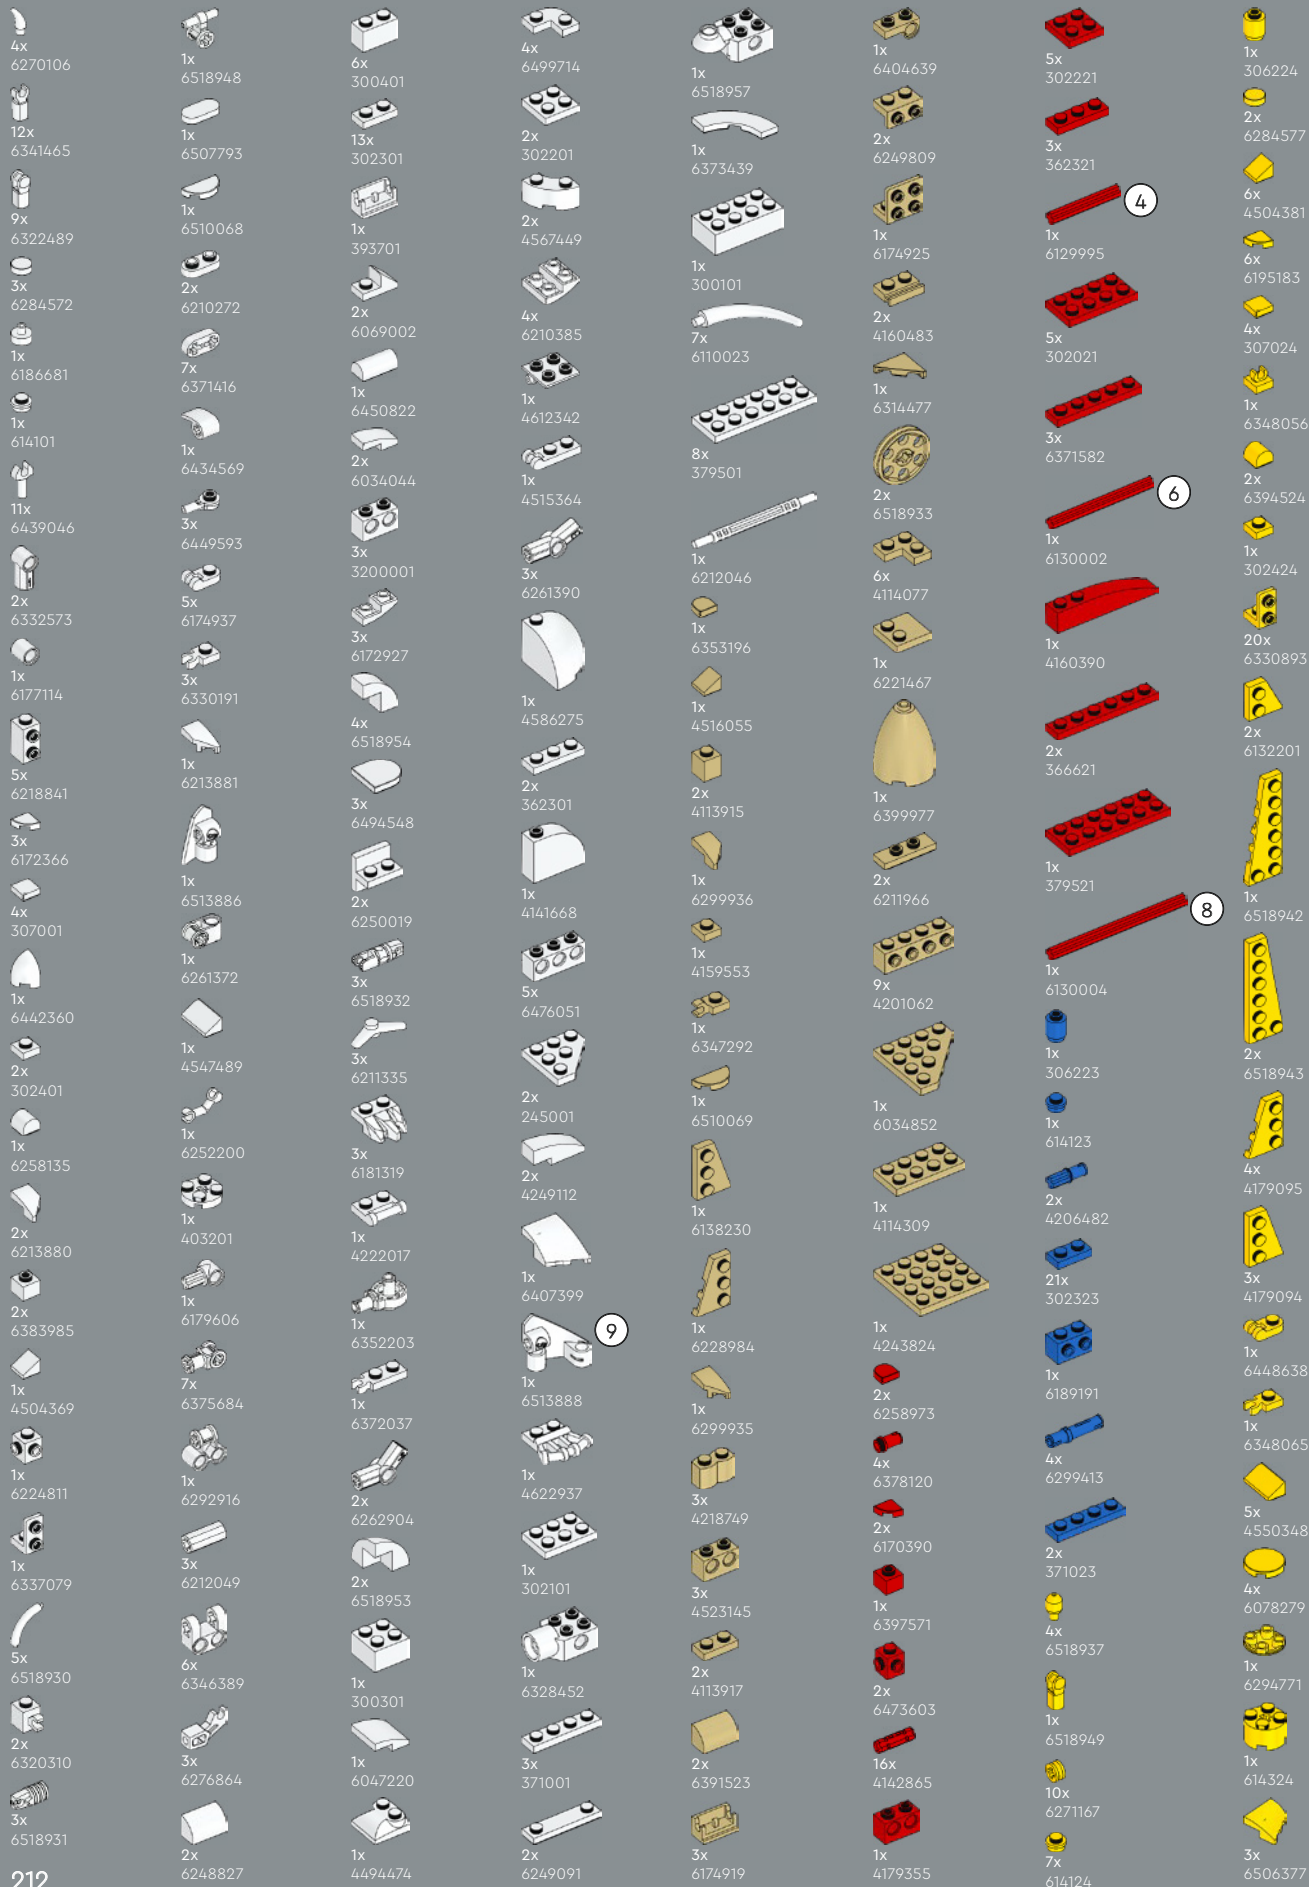 4x
6270106
12x
6341465
9x
6322489
3x
6284572
1x
6186681
1x
614101
11x
6439046
2x
6332573
1x
6177114
5x
6218841
3x
6172366
4x
307001
1x
6442360
2x
302401
1x
6258135
2x
6213880
2x
6383985
1x
4504369
1x
6224811
1x
6337079
5x
6518930
2x
6320310
3x
6518931
212
1x
6518948
1x
6507793
1x
6510068
2x
6210272
7x
6371416
1x
6434569
3x
6449593
5x
6174937
3x
6330191
1x
6213881
1x
6513886
1x
6261372
1x
4547489
1x
6252200
1x
403201
1x
6179606
7x
6375684
1x
6292916
3x
6212049
6x
6346389
3x
6276864
2x
6248827
6x
300401
13x
302301
1x
393701
2x
6069002
1x
6450822
2x
6034044
3x
3200001
3x
6172927
4x
6518954
3x
6494548
2x
6250019
3x
6518932
3x
6211335
3x
6181319
1x
4222017
1x
6352203
1x
6372037
2x
6262904
2x
6518953
1x
300301
1x
6047220
1x
4494474
4x
6499714
2x
302201
2x
4567449
4x
6210385
1x
4612342
1x
4515364
3x
6261390
1x
4586275
2x
362301
1x
4141668
5x
6476051
2x
245001
2x
4249112
1x
6407399
9
1x
6513888
1x
4622937
1x
302101
1x
6328452
3x
371001
2x
6249091
1x
6518957
1x
6373439
1x
300101
7x
6110023
8x
379501
1x
6212046
1x
6353196
1x
4516055
2x
4113915
1x
6299936
1x
4159553
1x
6347292
1x
6510069
1x
6138230
1x
6228984
1x
6299935
3x
4218749
3x
4523145
2x
4113917
2x
6391523
3x
6174919
1x
6404639
2x
6249809
1x
6174925
2x
4160483
1x
6314477
2x
6518933
6x
4114077
1x
6221467
1x
6399977
2x
6211966
9x
4201062
1x
6034852
1x
4114309
1x
4243824
2x
6258973
4x
6378120
2x
6170390
1x
6397571
2x
6473603
16x
4142865
1x
4179355
5x
302221
3x
362321
4
1x
6129995
5x
302021
3x
6371582
6
1x
6130002
1x
4160390
2x
366621
1x
379521
8
1x
6130004
1x
306223
1x
614123
2x
4206482
21x
302323
1x
6189191
4x
6299413
2x
371023
4x
6518937
1x
6518949
10x
6271167
7x
614124
1x
306224
2x
6284577
6x
4504381
6x
6195183
4x
307024
1x
6348056
2x
6394524
1x
302424
20x
6330893
2x
6132201
1x
6518942
2x
6518943
4x
4179095
3x
4179094
1x
6448638
1x
6348065
5x
4550348
4x
6078279
1x
6294771
1x
614324
3x
6506377